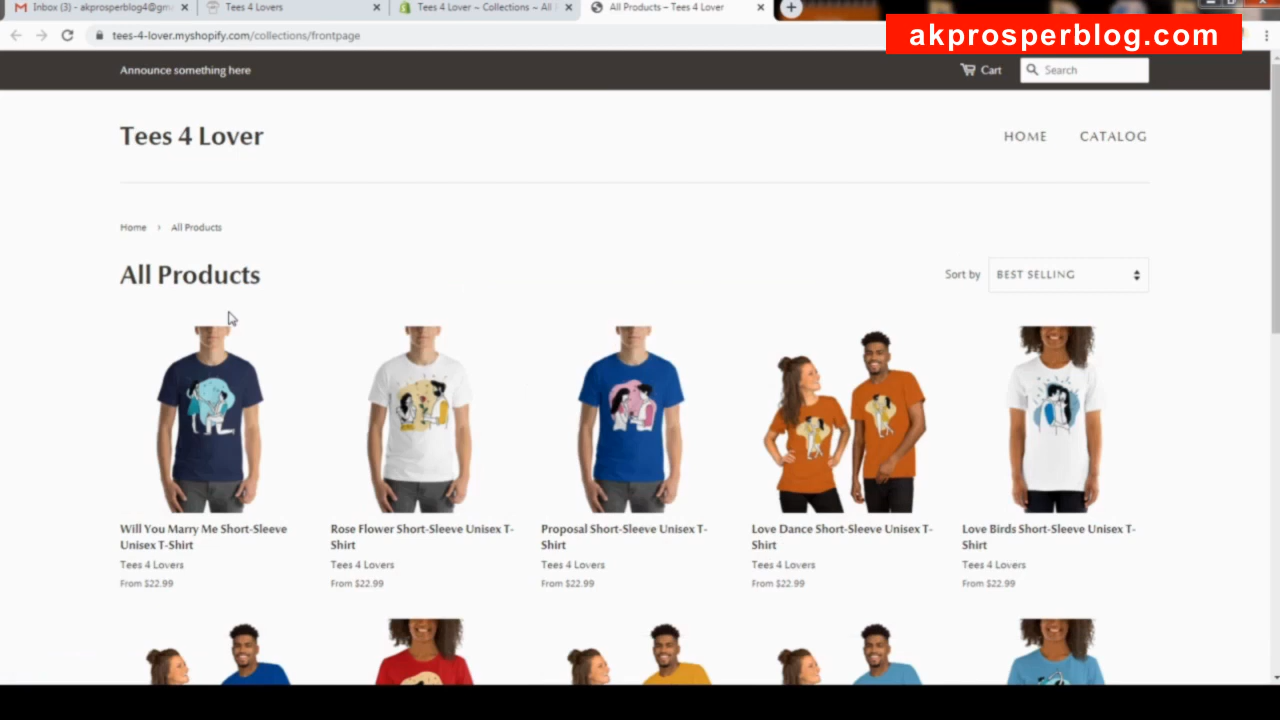 Inbox (3) - akprosperblog4@gm
Tees 4 Lovers
Tees 4 Lover ~ Collections ~ All
All Products – Tees 4 Lover
akprosperblog.com
tees-4-lover.myshopify.com/collections/frontpage
Announce something here
Cart
Search
Tees 4 Lover
HOME
CATALOG
Home › All Products
All Products
Sort by
BEST SELLING
Will You Marry Me Short-Sleeve
Unisex T-Shirt
Tees 4 Lovers
From $22.99
Rose Flower Short-Sleeve Unisex T-
Shirt
Tees 4 Lovers
From $22.99
Proposal Short-Sleeve Unisex T-
Shirt
Tees 4 Lovers
From $22.99
Love Dance Short-Sleeve Unisex T-
Shirt
Tees 4 Lovers
From $22.99
Love Birds Short-Sleeve Unisex T-
Shirt
Tees 4 Lovers
From $22.99